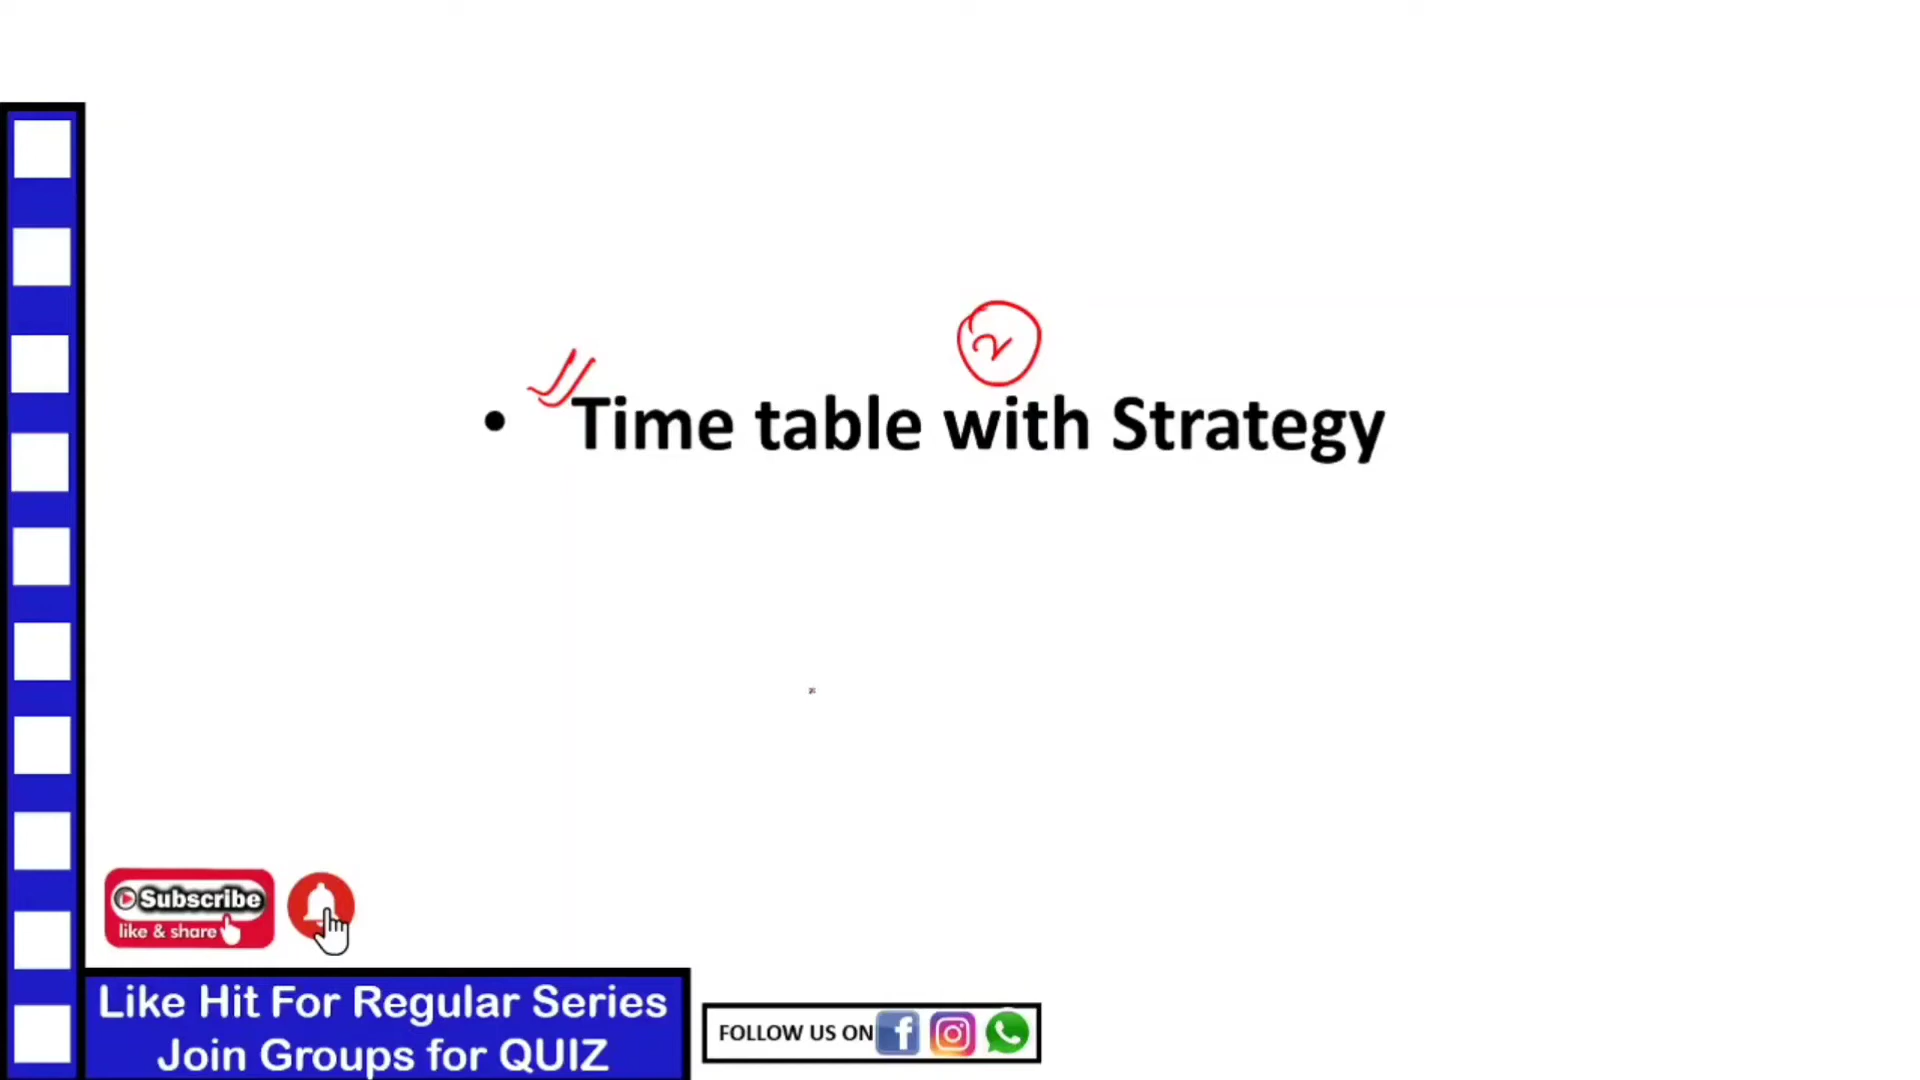 2
• Time table with Strategy
Subscribe
like & share
Like Hit For Regular Series
Join Groups for QUIZ
FOLLOW US ON